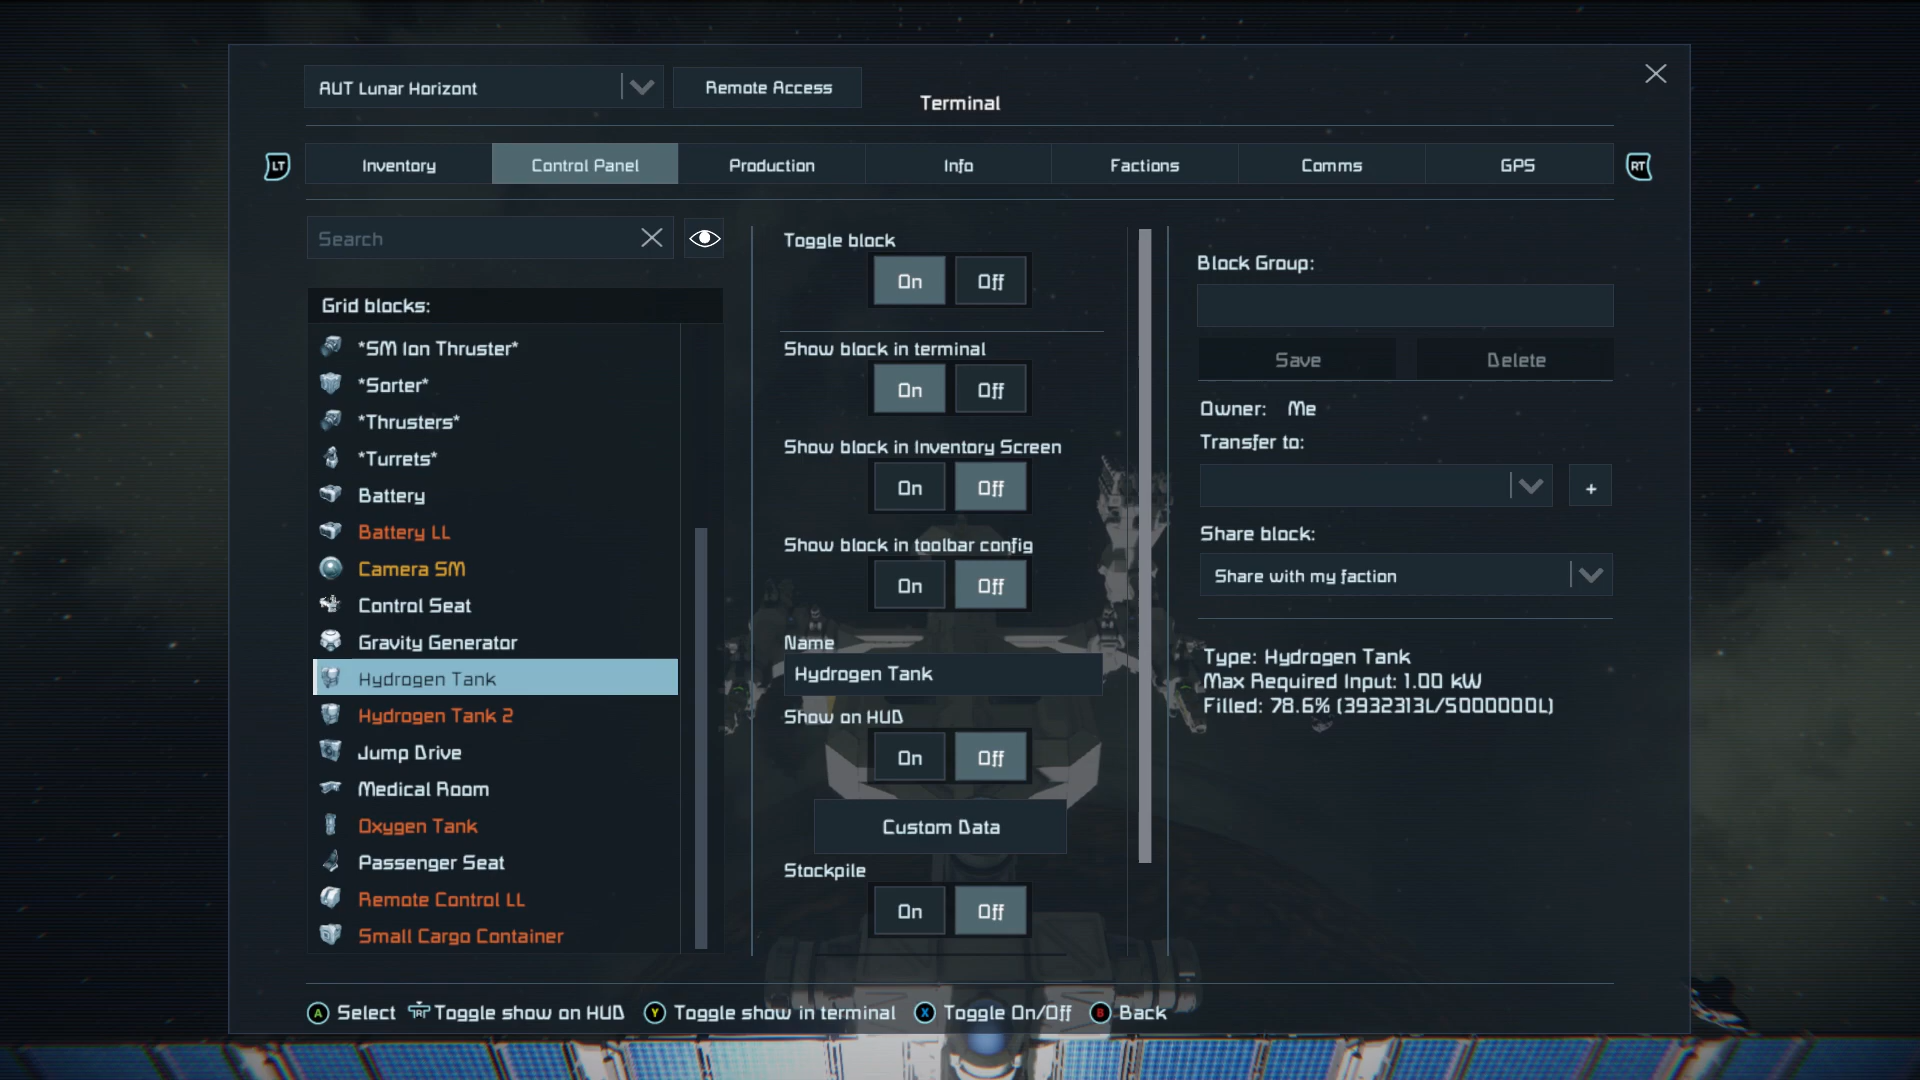 AUT Lunar Horizont
Remote Access
Terminal
LT
Inventory
Control Panel
Production
Info
Factions
Comms
GPS
RT
Search
Grid blocks:
*SM Ion Thruster*
*Sorter*
*Thrusters*
*Turrets*
Battery
Battery LL
Camera SM
Control Seat
Gravity Generator
Hydrogen Tank
Hydrogen Tank 2
Jump Drive
Medical Room
Oxygen Tank
Passenger Seat
Remote Control LL
Small Cargo Container
Toggle block
On Off
Show block in terminal
On Off
Show block in Inventory Screen
On Off
Show block in toolbar config
On Off
Name
Hydrogen Tank
Show on HUD
On Off
Custom Data
Stockpile
On Off
Block Group:
Save Delete
Owner: Me
Transfer to:
+
Share block:
Share with my faction
Type: Hydrogen Tank
Max Required Input: 1.00 kW
Filled: 78.6% (3932313L/5000000L)
A Select Toggle show on HUD Y Toggle show in terminal X Toggle On/Off B Back